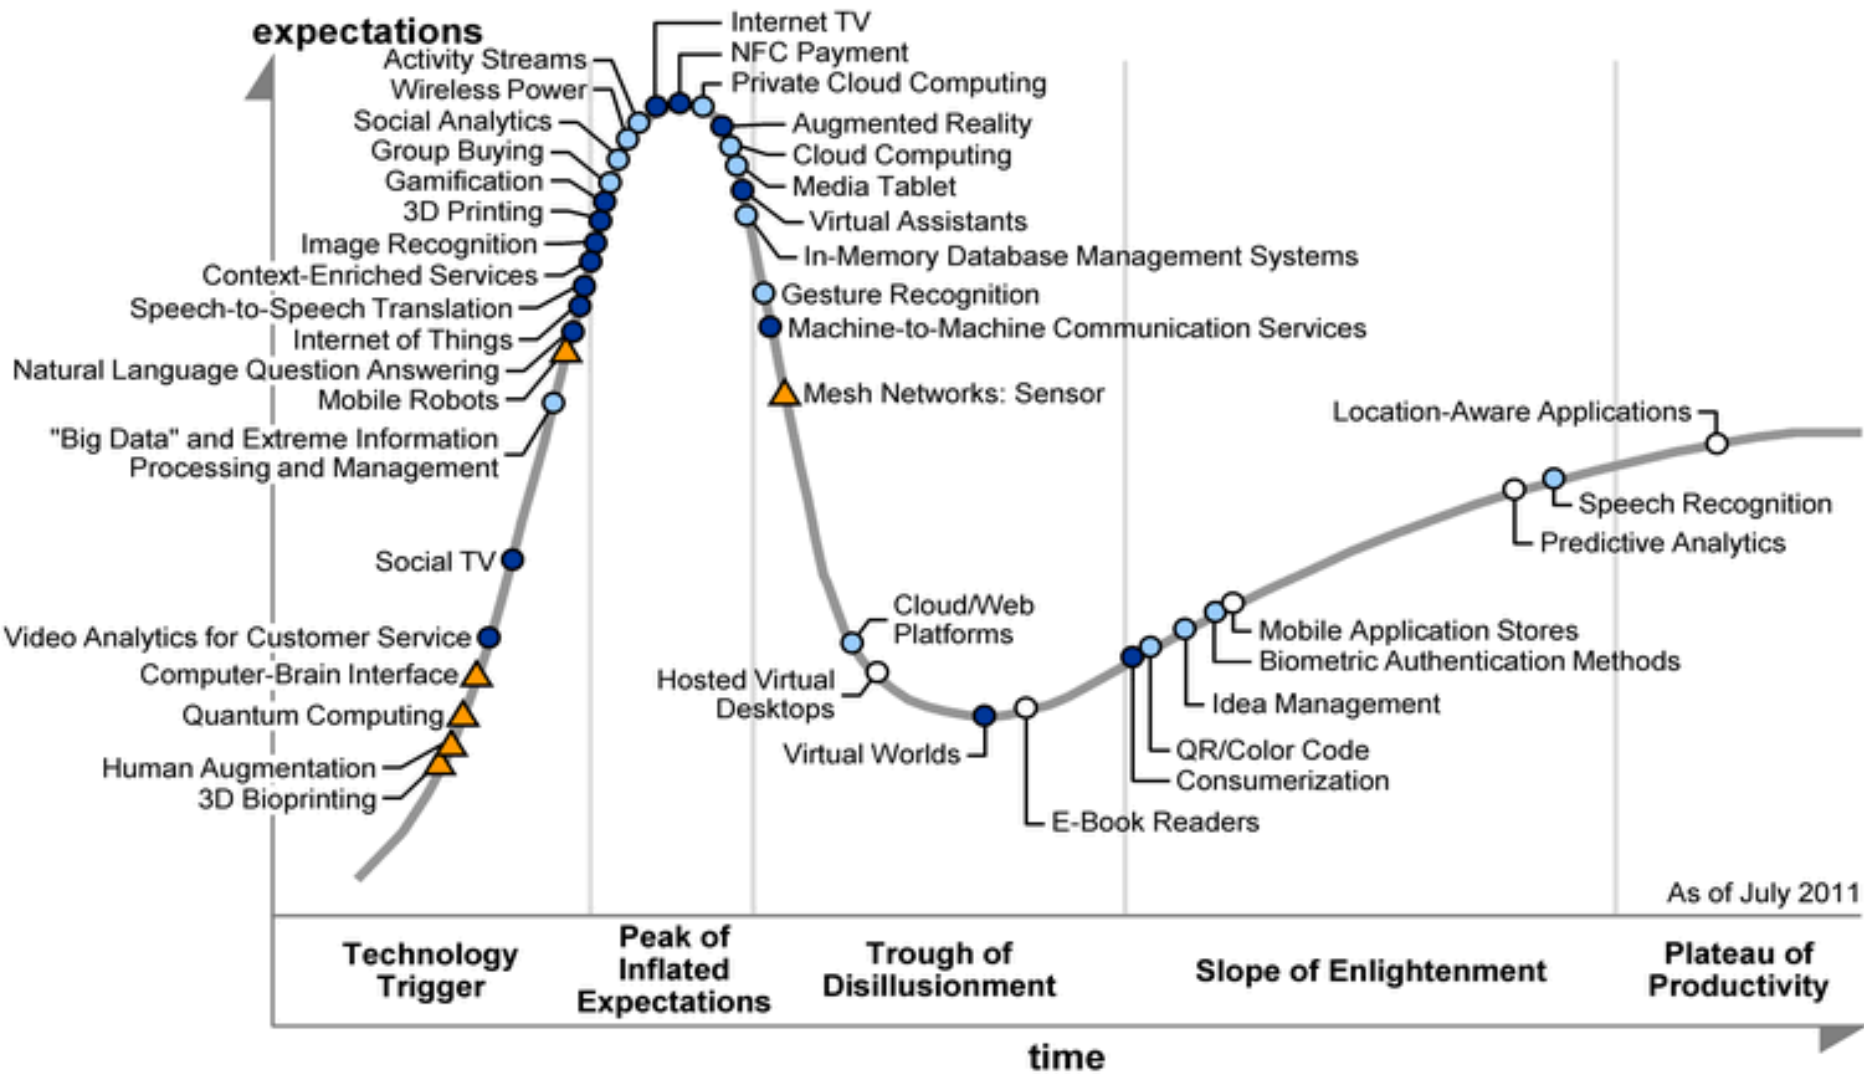 expectations
Activity Streams
Wireless Power
Social Analytics
Group Buying
Gamification
3D Printing
Image Recognition
Context-Enriched Services
Speech-to-Speech Translation
Internet of Things
Natural Language Question Answering
Mobile Robots
"Big Data" and Extreme Information
Processing and Management
Social TV
Video Analytics for Customer Service
Computer-Brain Interface
Quantum Computing
Human Augmentation
3D Bioprinting
Internet TV
NFC Payment
Private Cloud Computing
Augmented Reality
Cloud Computing
Media Tablet
Virtual Assistants
In-Memory Database Management Systems
Gesture Recognition
Machine-to-Machine Communication Services
Mesh Networks: Sensor
Cloud/Web
Platforms
Hosted Virtual
Desktops
Virtual Worlds
E-Book Readers
Consumerization
QR/Color Code
Idea Management
Biometric Authentication Methods
Mobile Application Stores
Predictive Analytics
Speech Recognition
Location-Aware Applications
As of July 2011
Technology
Trigger
Peak of
Inflated
Expectations
Trough of
Disillusionment
Slope of Enlightenment
Plateau of
Productivity
time